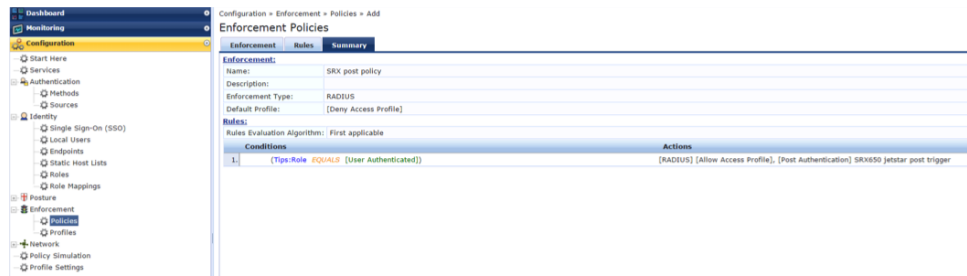 Dashboard
Monitoring
Configuration
Start Here
Services
Authentication
Methods
Sources
Identity
Single Sign-On (SSO)
Local Users
Endpoints
Static Host Lists
Roles
Role Mappings
Posture
Enforcement
Policies
Profiles
Network
Policy Simulation
Profile Settings
Configuration » Enforcement » Policies » Add
Enforcement Policies
Enforcement Rules Summary
Enforcement:
Name: SRX post policy
Description:
Enforcement Type: RADIUS
Default Profile: [Deny Access Profile]
Rules:
Rules Evaluation Algorithm: First applicable
Conditions Actions
1. (Tips:Role EQUALS [User Authenticated]) [RADIUS] [Allow Access Profile], [Post Authentication] SRX650 Jetstar post trigger